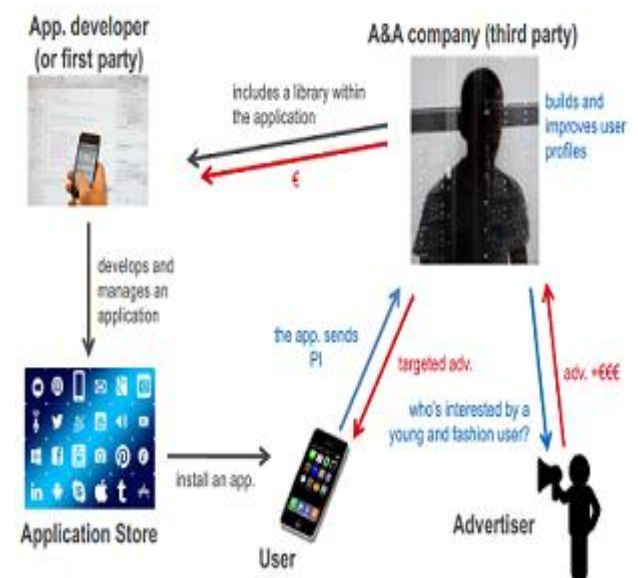 App. developer
(or first party)
A&A company (third party)
includes a library within
the application
€
builds and
improves user
profiles
develops and
manages an
application
the app. sends
PI
targeted adv.
who's interested by a
young and fashion user?
adv. +€€€
install an app.
Application Store
User
Advertiser